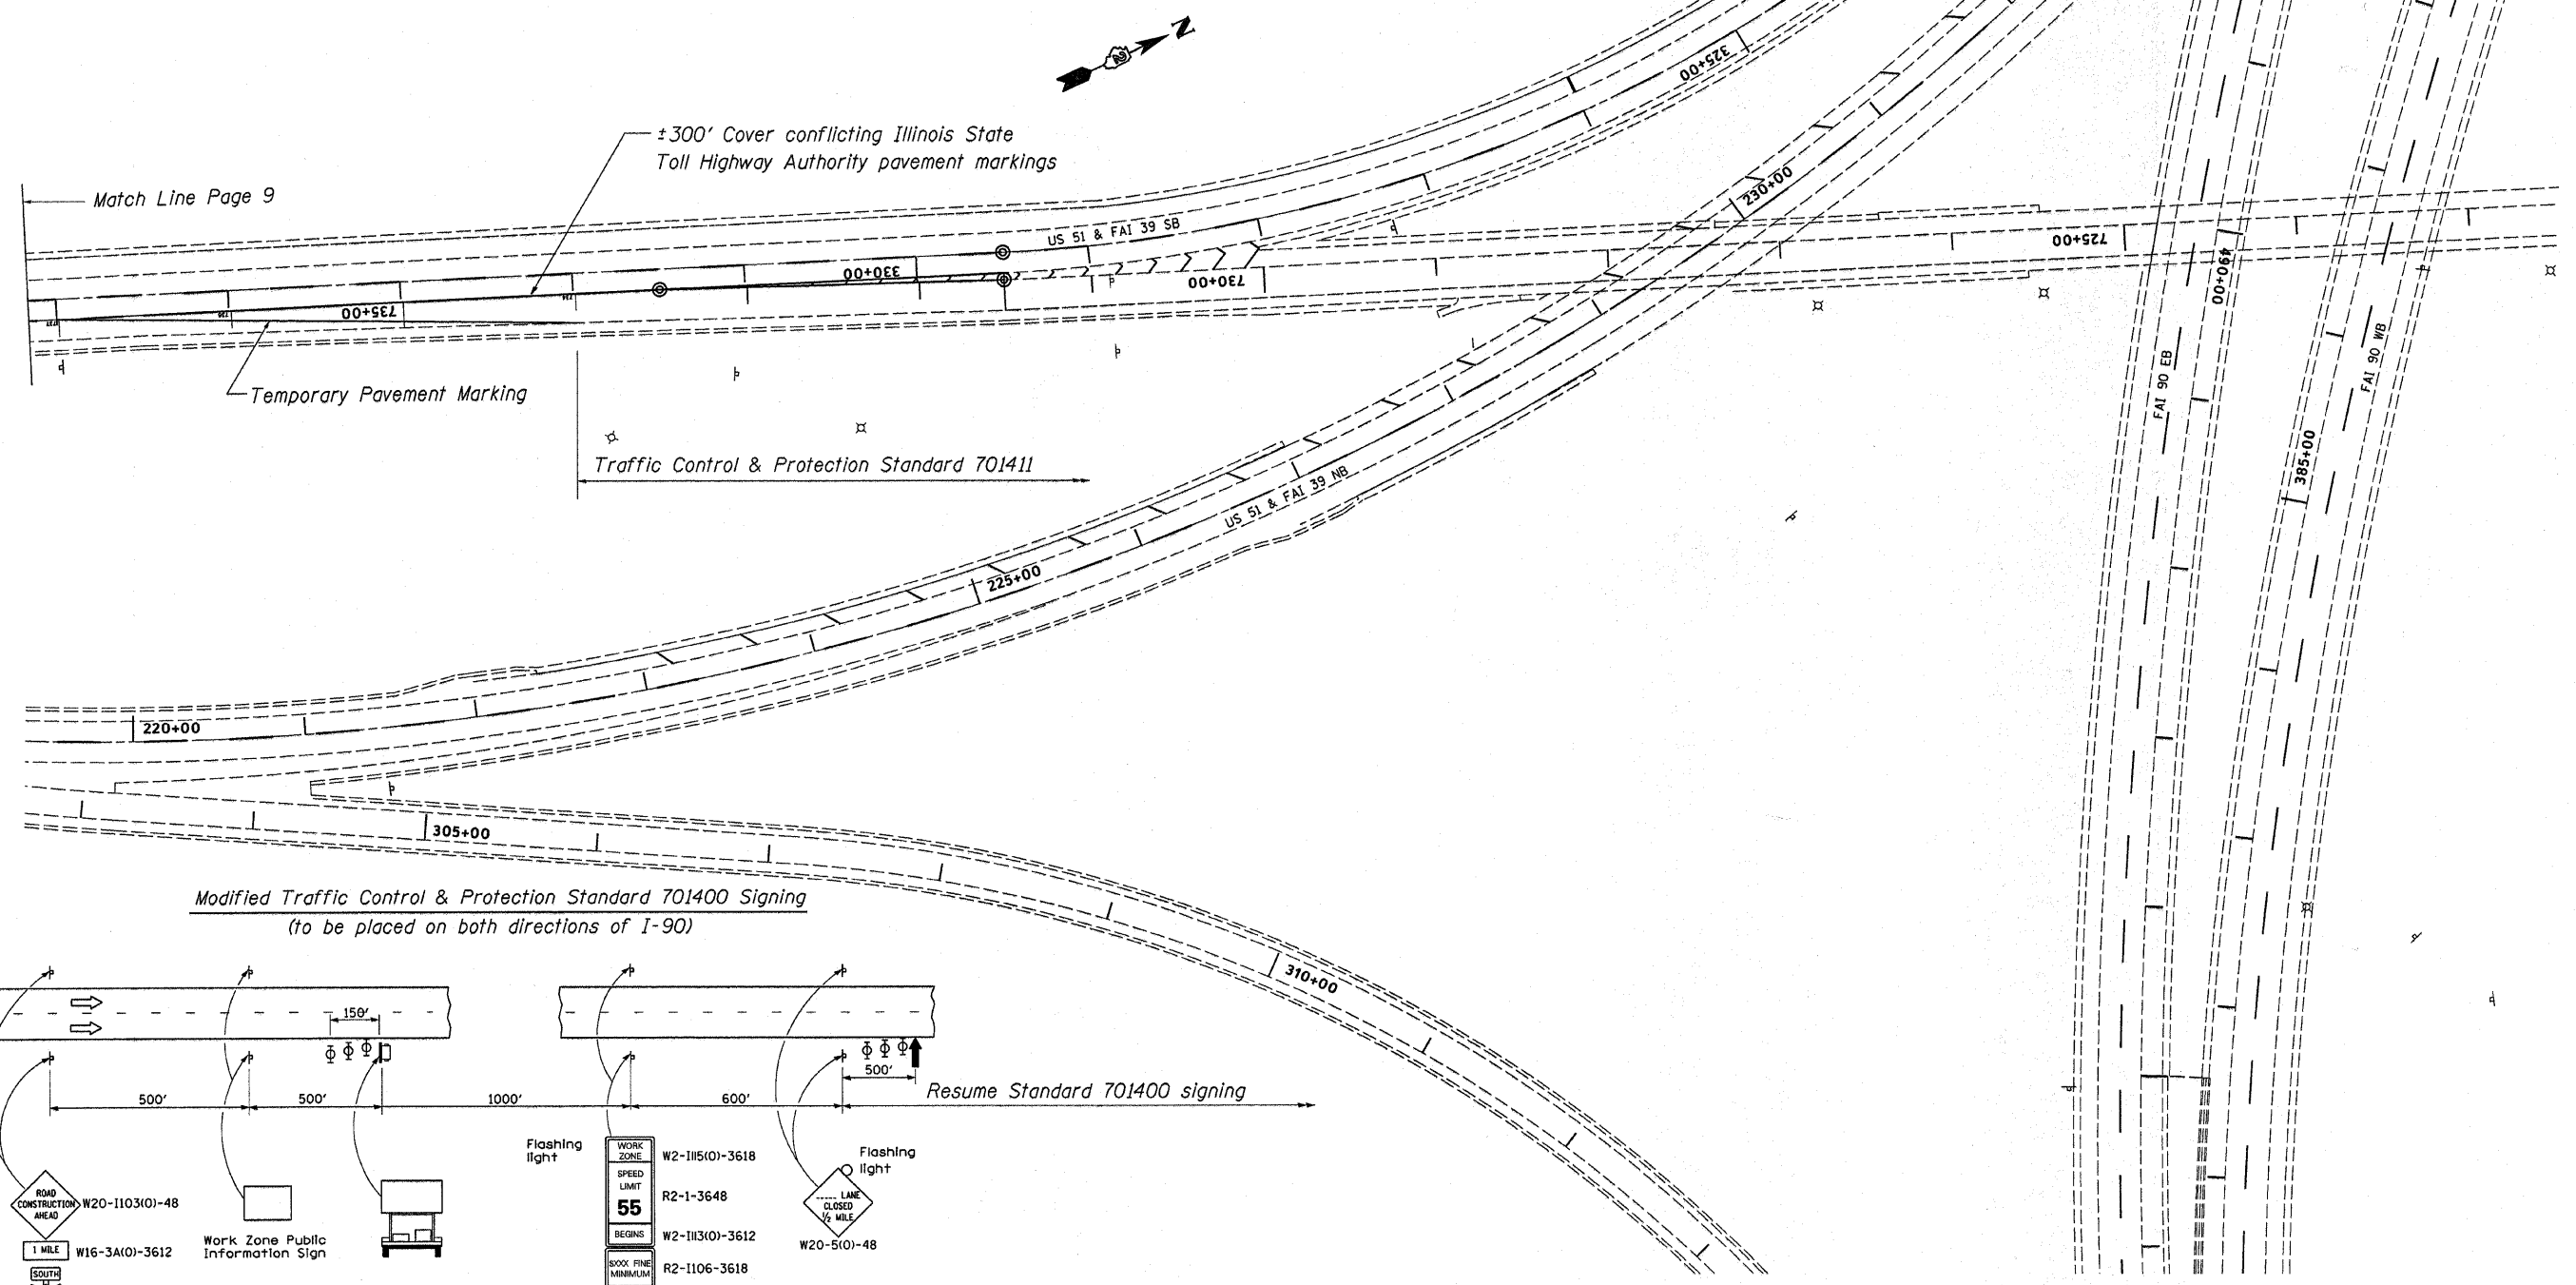 N
325+00
±300' Cover conflicting Illinois State
Toll Highway Authority pavement markings
Match Line Page 9
230+00
US 51 & FAI 39 SB
725+00
330+00
730+00
490+00
735+00
FAI 90 EB
FAI 90 WB
Temporary Pavement Marking
Traffic Control & Protection Standard 701411
385+00
US 51 & FAI 39 NB
225+00
220+00
305+00
Modified Traffic Control & Protection Standard 701400 Signing
(to be placed on both directions of I-90)
310+00
150'
500'
500'
500'
1000'
600'
Resume Standard 701400 signing
Flashing
light
WORK
ZONE
W2-I115(O)-3618
SPEED
LIMIT
55
R2-1-3648
BEGINS
W2-I113(O)-3612
$XXX FINE
MINIMUM
R2-I106-3618
Flashing
light
----- LANE
CLOSED
½ MILE
W20-5(O)-48
ROAD
CONSTRUCTION
AHEAD
W20-I103(O)-48
1 MILE
W16-3A(O)-3612
SOUTH
Work Zone Public
Information Sign